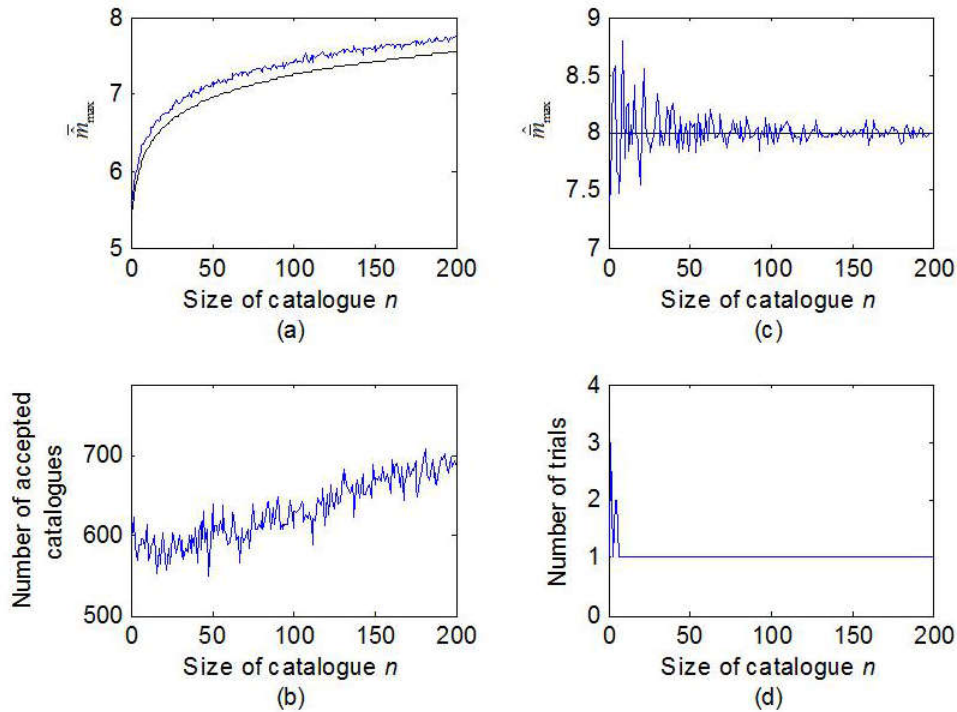 8
7
6
5
m̄max
0 50 100 150 200
Size of catalogue n
(a)
9
8.5
8
7.5
7
m̄̂max
0 50 100 150 200
Size of catalogue n
(c)
700
600
500
Number of accepted
catalogues
0 50 100 150 200
Size of catalogue n
(b)
4
3
2
1
0
Number of trials
0 50 100 150 200
Size of catalogue n
(d)